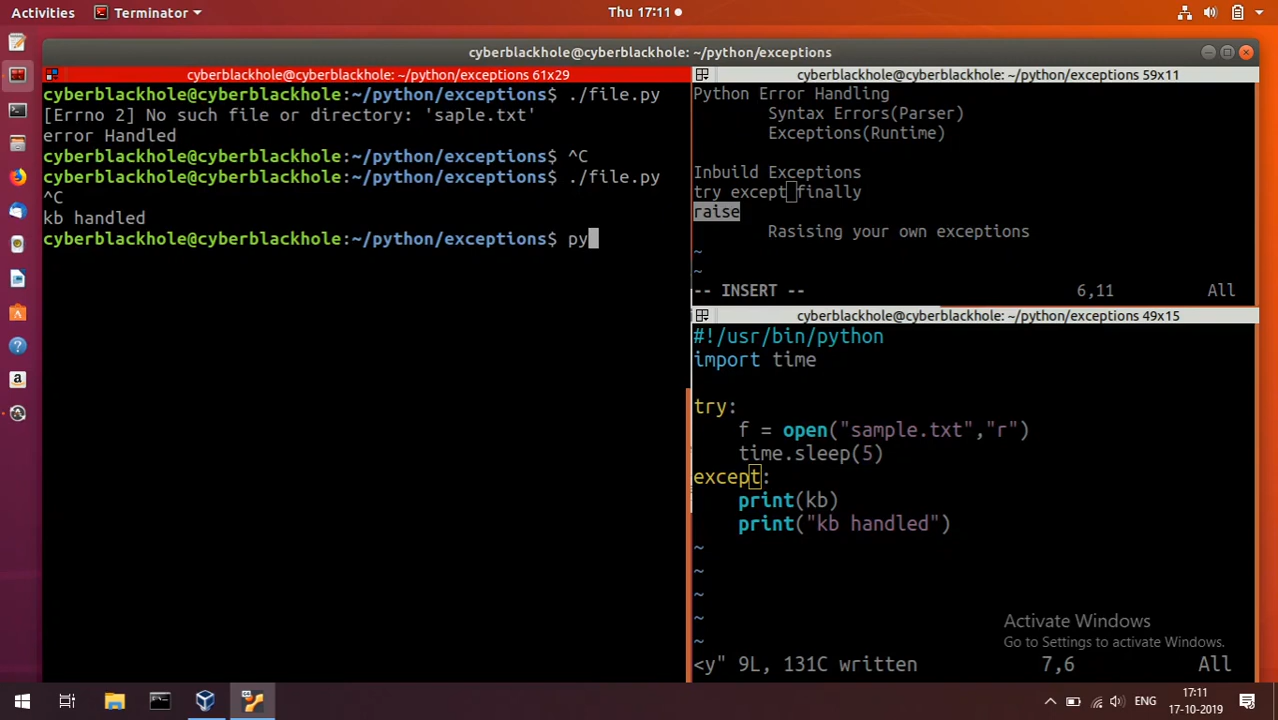 Activities Terminator Thu 17:11
cyberblackhole@cyberblackhole: ~/python/exceptions
cyberblackhole@cyberblackhole: ~/python/exceptions 61x29
cyberblackhole@cyberblackhole:~/python/exceptions$ ./file.py
[Errno 2] No such file or directory: 'saple.txt'
error Handled
cyberblackhole@cyberblackhole:~/python/exceptions$ ^C
cyberblackhole@cyberblackhole:~/python/exceptions$ ./file.py
^C
kb handled
cyberblackhole@cyberblackhole:~/python/exceptions$ py
cyberblackhole@cyberblackhole: ~/python/exceptions 59x11
Python Error Handling
Syntax Errors(Parser)
Exceptions(Runtime)
Inbuild Exceptions
try except finally
raise
Rasising your own exceptions
~
~
-- INSERT -- 6,11 All
cyberblackhole@cyberblackhole: ~/python/exceptions 49x15
#!/usr/bin/python
import time
try:
f = open("sample.txt","r")
time.sleep(5)
except:
print(kb)
print("kb handled")
~
~
~
~
~
Activate Windows
Go to Settings to activate Windows.
<y" 9L, 131C written 7,6 All
ENG
17:11
17-10-2019